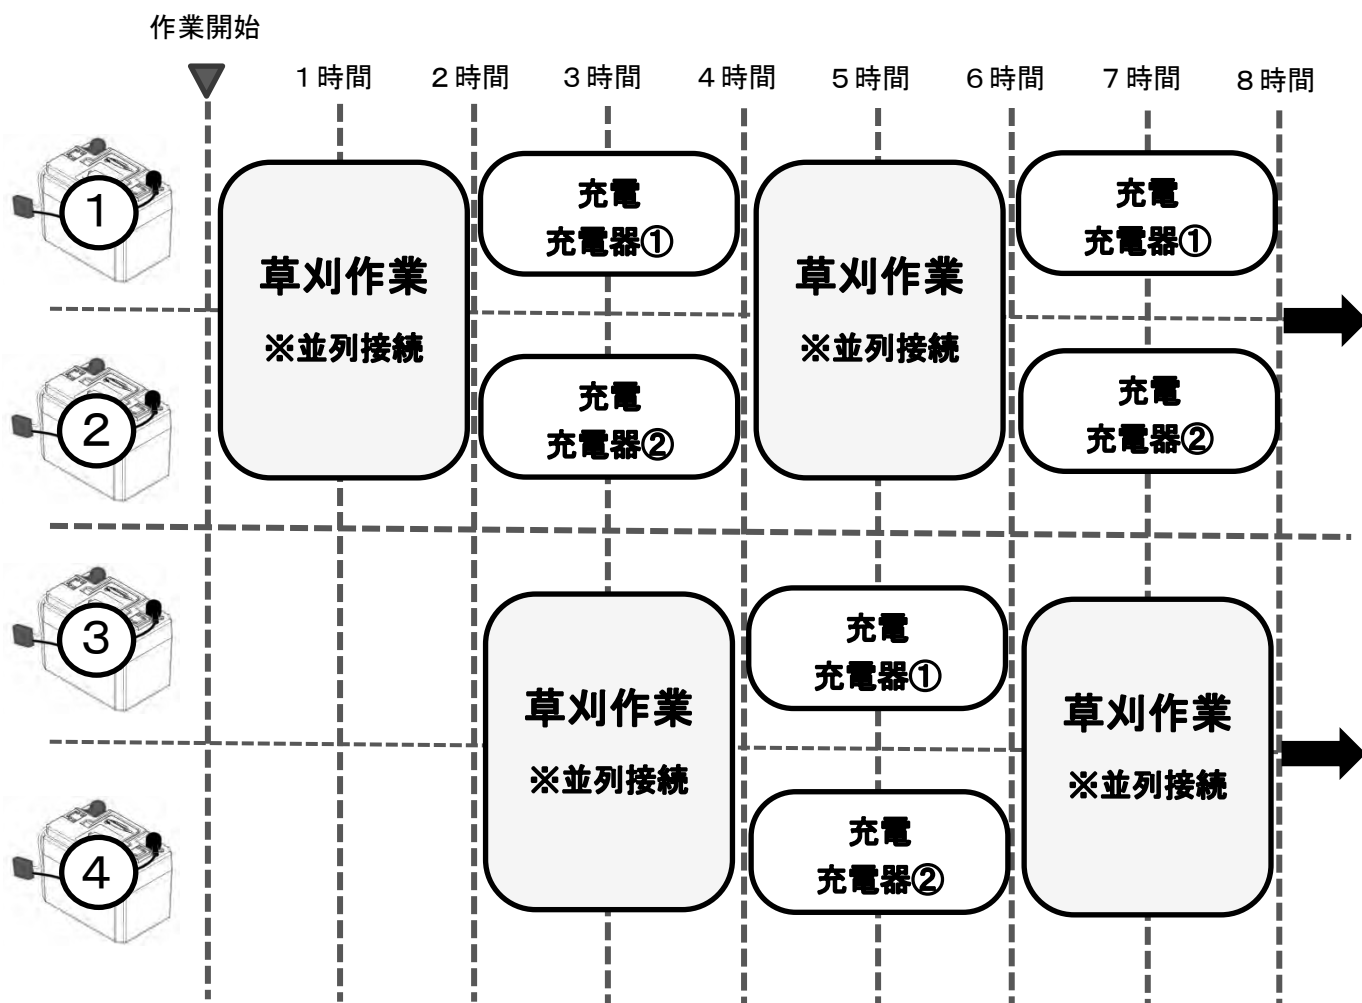 作業開始
１時間
２時間
３時間
４時間
５時間
６時間
７時間
８時間
1
草刈作業
※並列接続
充電
充電器①
草刈作業
※並列接続
充電
充電器①
2
充電
充電器②
充電
充電器②
3
草刈作業
※並列接続
充電
充電器①
草刈作業
※並列接続
4
充電
充電器②